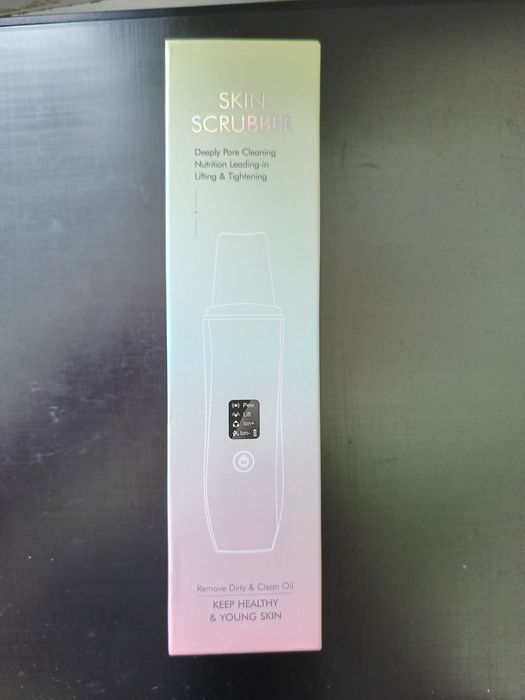 SKIN
SCRUBBER
Deeply Pore Cleaning
Nutrition Leading-in
Lifting & Tightening
Peel
Lift
Ion+
Ion-
Remove Dirty & Clean Oil
KEEP HEALTHY
& YOUNG SKIN